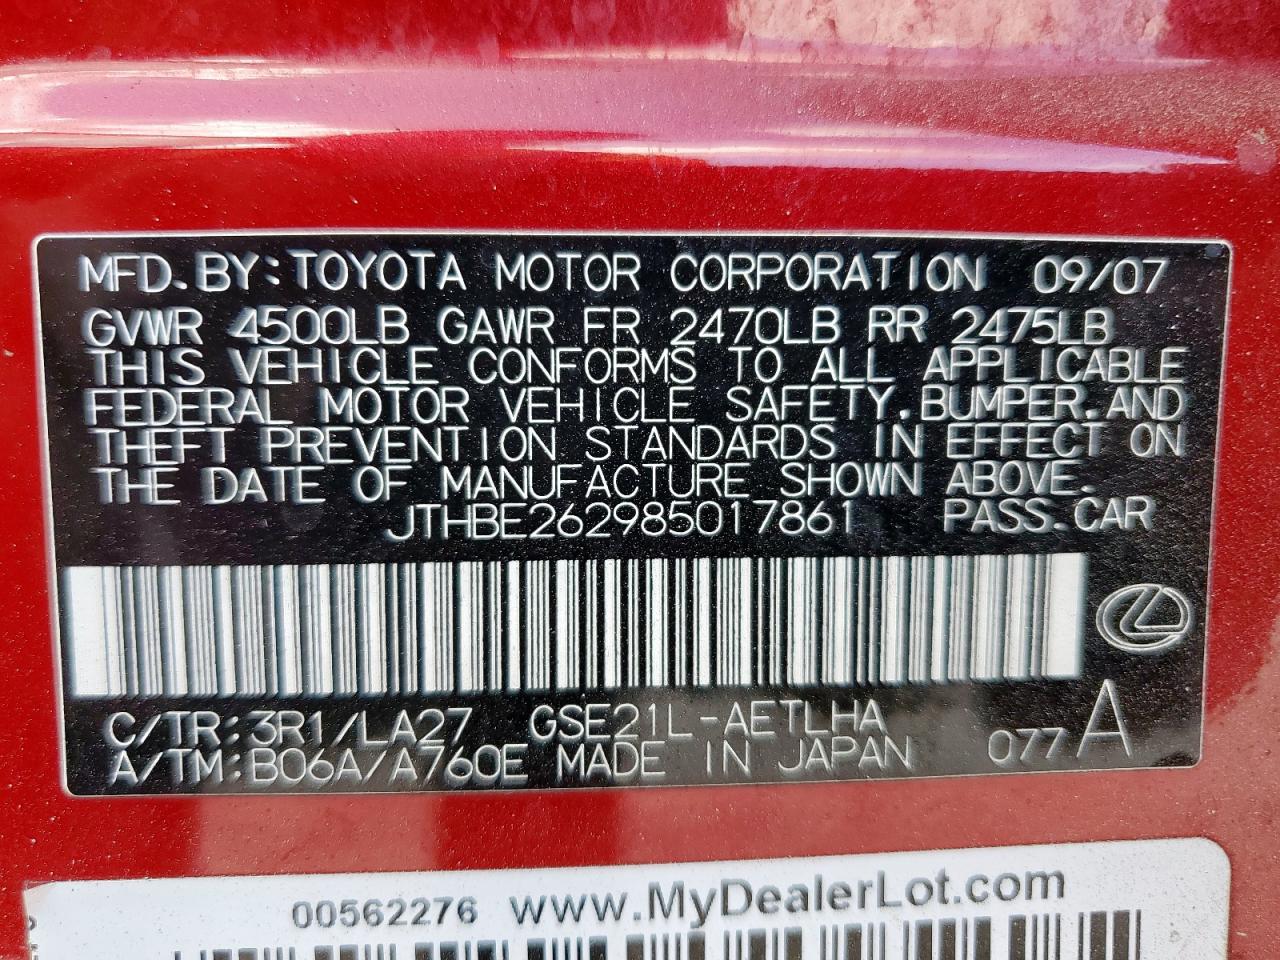 MFD. BY: TOYOTA MOTOR CORPORATION 09/07
GVWR 4500LB GAWR FR 2470LB RR 2475LB
THIS VEHICLE CONFORMS TO ALL APPLICABLE
FEDERAL MOTOR VEHICLE SAFETY, BUMPER, AND
THEFT PREVENTION STANDARDS IN EFFECT ON
THE DATE OF MANUFACTURE SHOWN ABOVE.
JTHBE262985017861 PASS. CAR
C/TR: 3R1/LA27 GSE21L-AETLHA
A/TM: B06A/A760E MADE IN JAPAN 077 A
00562276 www.MyDealerLot.com